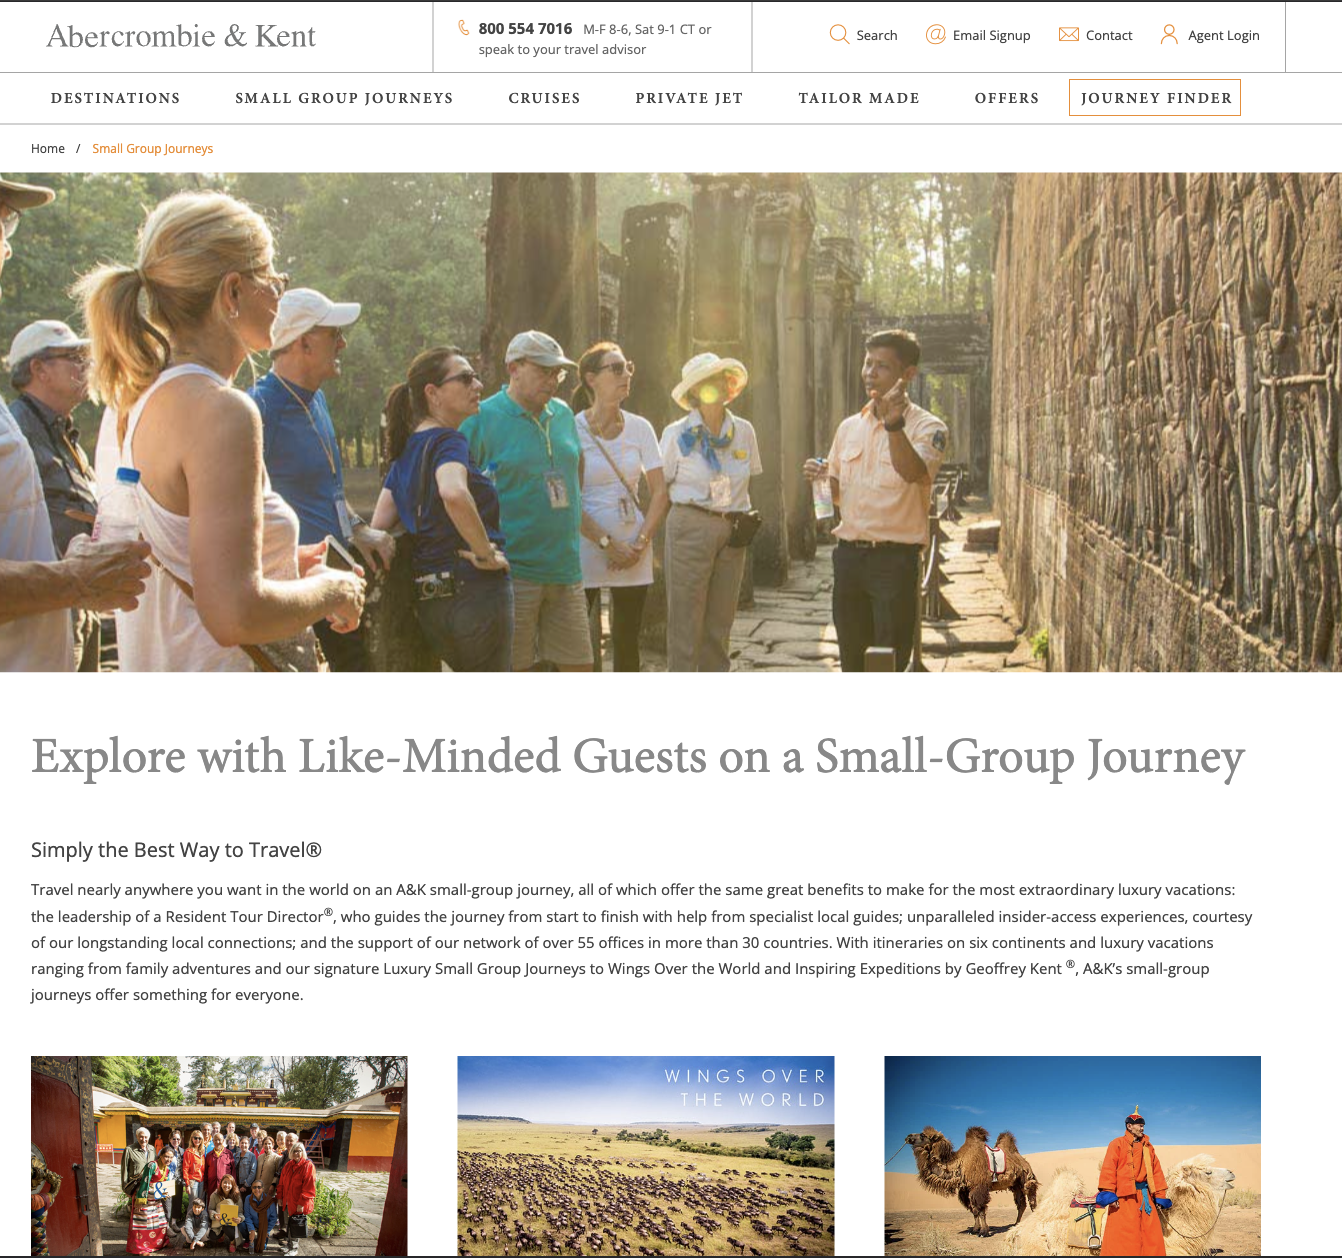 Abercrombie & Kent
800 554 7016 M-F 8-6, Sat 9-1 CT or
speak to your travel advisor
Search
Email Signup
Contact
Agent Login
DESTINATIONS
SMALL GROUP JOURNEYS
CRUISES
PRIVATE JET
TAILOR MADE
OFFERS
JOURNEY FINDER
Home / Small Group Journeys
Explore with Like-Minded Guests on a Small-Group Journey
Simply the Best Way to Travel®
Travel nearly anywhere you want in the world on an A&K small-group journey, all of which offer the same great benefits to make for the most extraordinary luxury vacations:
the leadership of a Resident Tour Director®, who guides the journey from start to finish with help from specialist local guides; unparalleled insider-access experiences, courtesy
of our longstanding local connections; and the support of our network of over 55 offices in more than 30 countries. With itineraries on six continents and luxury vacations
ranging from family adventures and our signature Luxury Small Group Journeys to Wings Over the World and Inspiring Expeditions by Geoffrey Kent ®, A&K's small-group
journeys offer something for everyone.
WINGS OVER
THE WORLD